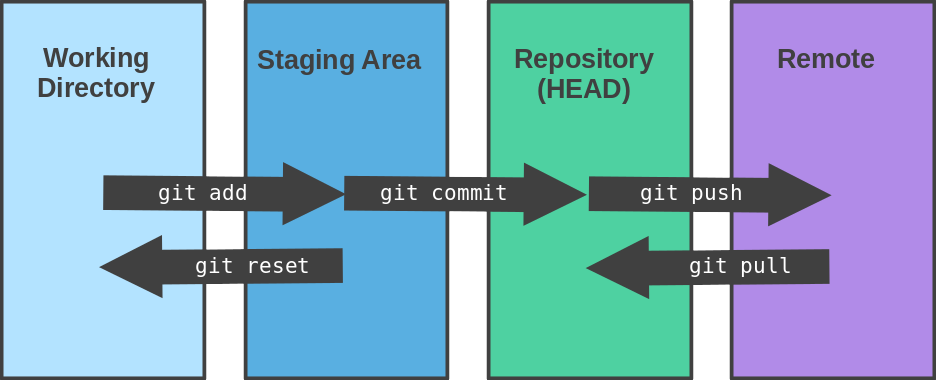 Working
Directory
Staging Area
Repository
(HEAD)
Remote
git add
git commit
git push
git reset
git pull